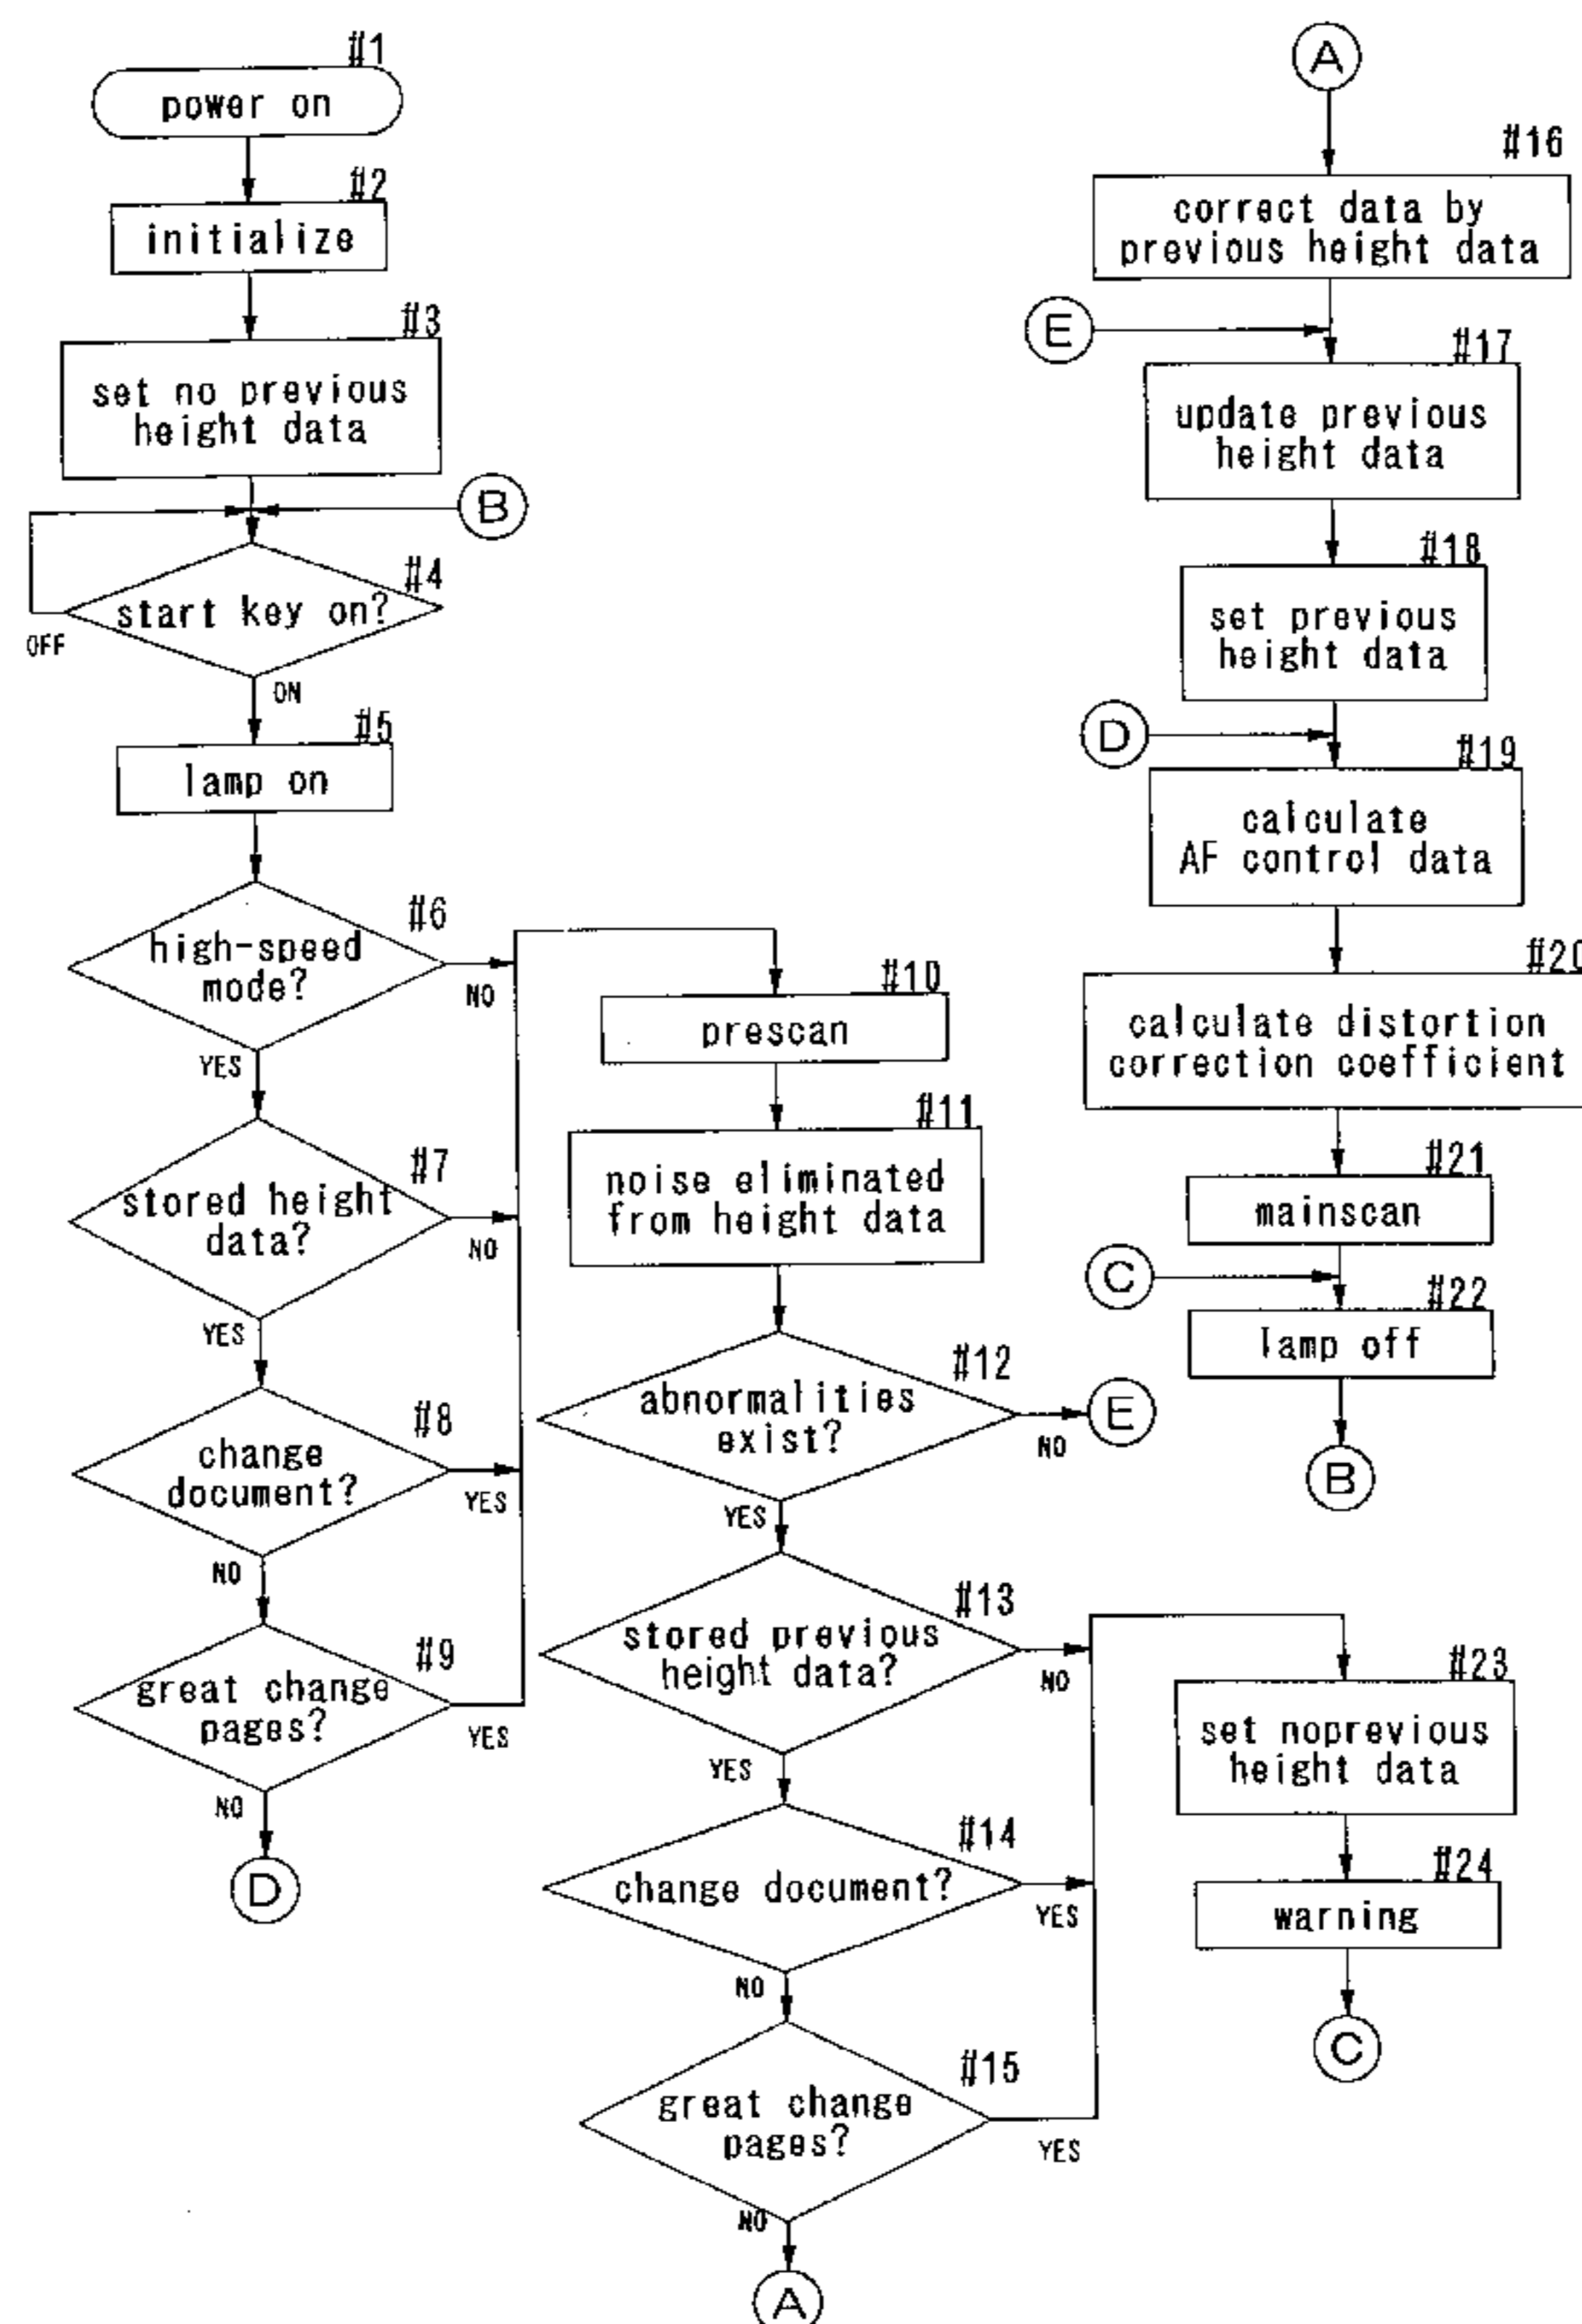 #1
power on
#2
initialize
#3
set no previous
height data
B
#4
start key on?
OFF
ON
#5
lamp on
#6
high-speed
mode?
NO
YES
#7
stored height
data?
NO
YES
#8
change
document?
YES
NO
#9
great change
pages?
YES
NO
D
#10
prescan
#11
noise eliminated
from height data
#12
abnormalities
exist?
E
NO
YES
#13
stored previous
height data?
NO
YES
#14
change document?
YES
NO
#15
great change
pages?
YES
NO
A
A
#16
correct data by
previous height data
E
#17
update previous
height data
#18
set previous
height data
D
#19
calculate
AF control data
#20
calculate distortion
correction coefficient
#21
mainscan
C
#22
lamp off
B
#23
set noprevious
height data
#24
warning
C